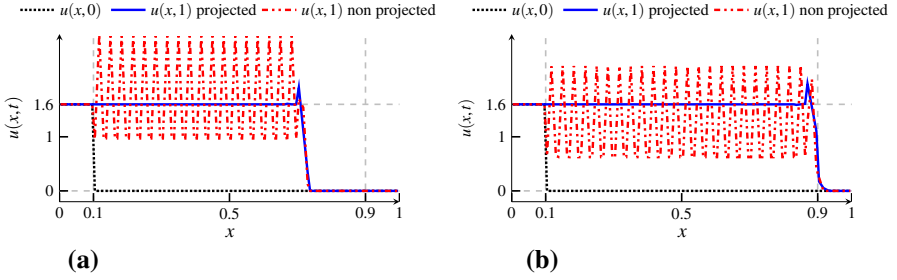 u(x, 0) u(x, 1) projected u(x, 1) non projected
u(x, t)
1.6
1
0
0 0.1 0.5 0.9 1
x
(a)
u(x, 0) u(x, 1) projected u(x, 1) non projected
u(x, t)
1.6
1
0
0 0.1 0.5 0.9 1
x
(b)